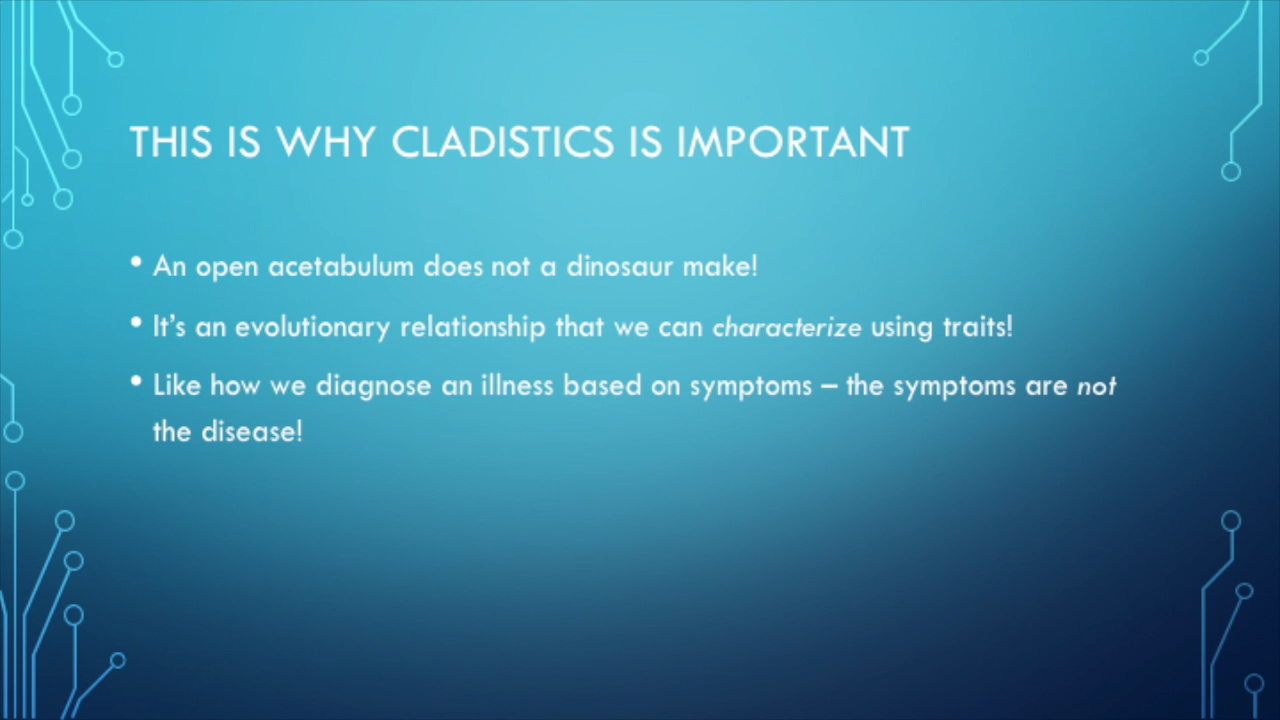 THIS IS WHY CLADISTICS IS IMPORTANT
• An open acetabulum does not a dinosaur make!
• It’s an evolutionary relationship that we can characterize using traits!
• Like how we diagnose an illness based on symptoms – the symptoms are not
the disease!